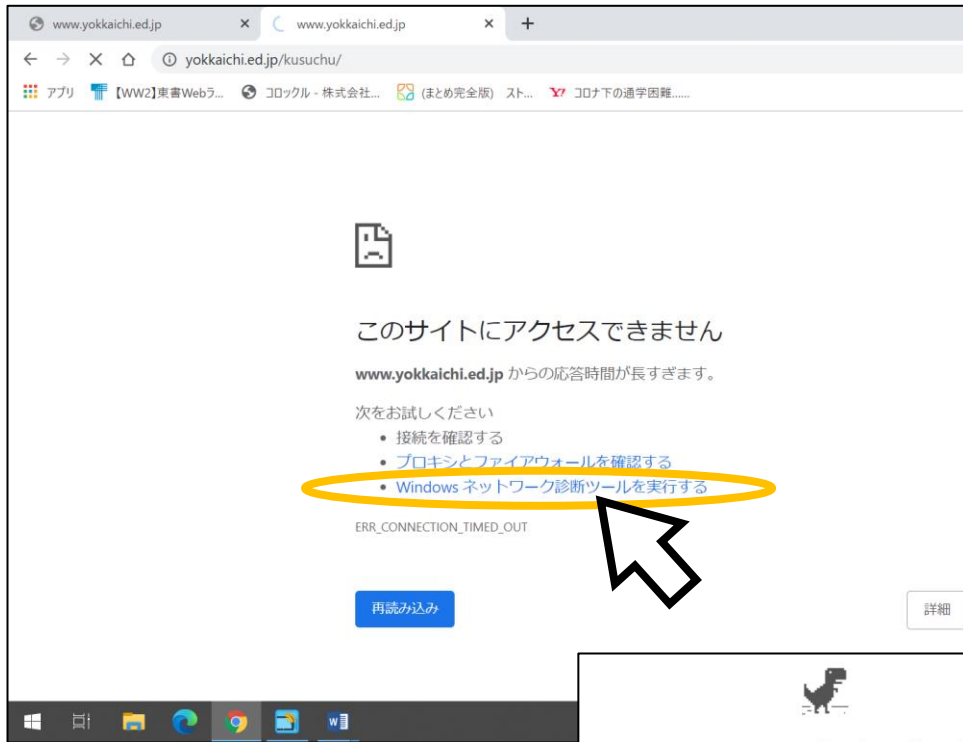 www.yokkaichi.ed.jp
www.yokkaichi.ed.jp
yokkaichi.ed.jp/kusuchu/
アプリ 【WW2】東書Webラ... コロックル - 株式会社... (まとめ完全版) スト... コロナ下の通学困難......
このサイトにアクセスできません
www.yokkaichi.ed.jp からの応答時間が長すぎます。
次をお試しください
接続を確認する
プロキシとファイアウォールを確認する
Windows ネットワーク診断ツールを実行する
ERR_CONNECTION_TIMED_OUT
再読み込み
詳細